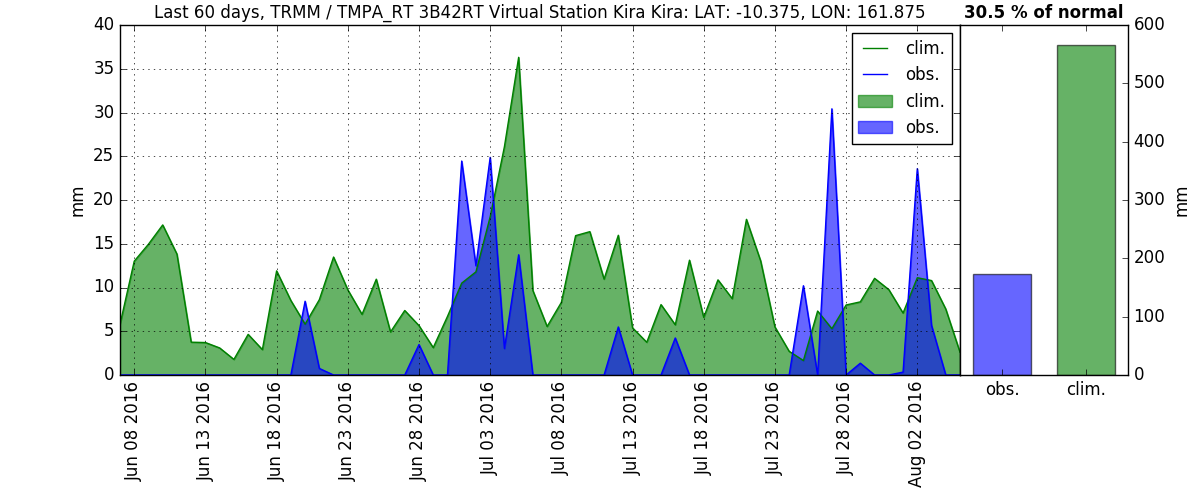 Last 60 days, TRMM / TMPA_RT 3B42RT Virtual Station Kira Kira: LAT: -10.375, LON: 161.875
30.5 % of normal
40
35
30
25
20
15
10
5
0
mm
clim.
obs.
clim.
obs.
600
500
400
300
200
100
0
mm
Jun 08 2016
Jun 13 2016
Jun 18 2016
Jun 23 2016
Jun 28 2016
Jul 03 2016
Jul 08 2016
Jul 13 2016
Jul 18 2016
Jul 23 2016
Jul 28 2016
Aug 02 2016
obs.
clim.